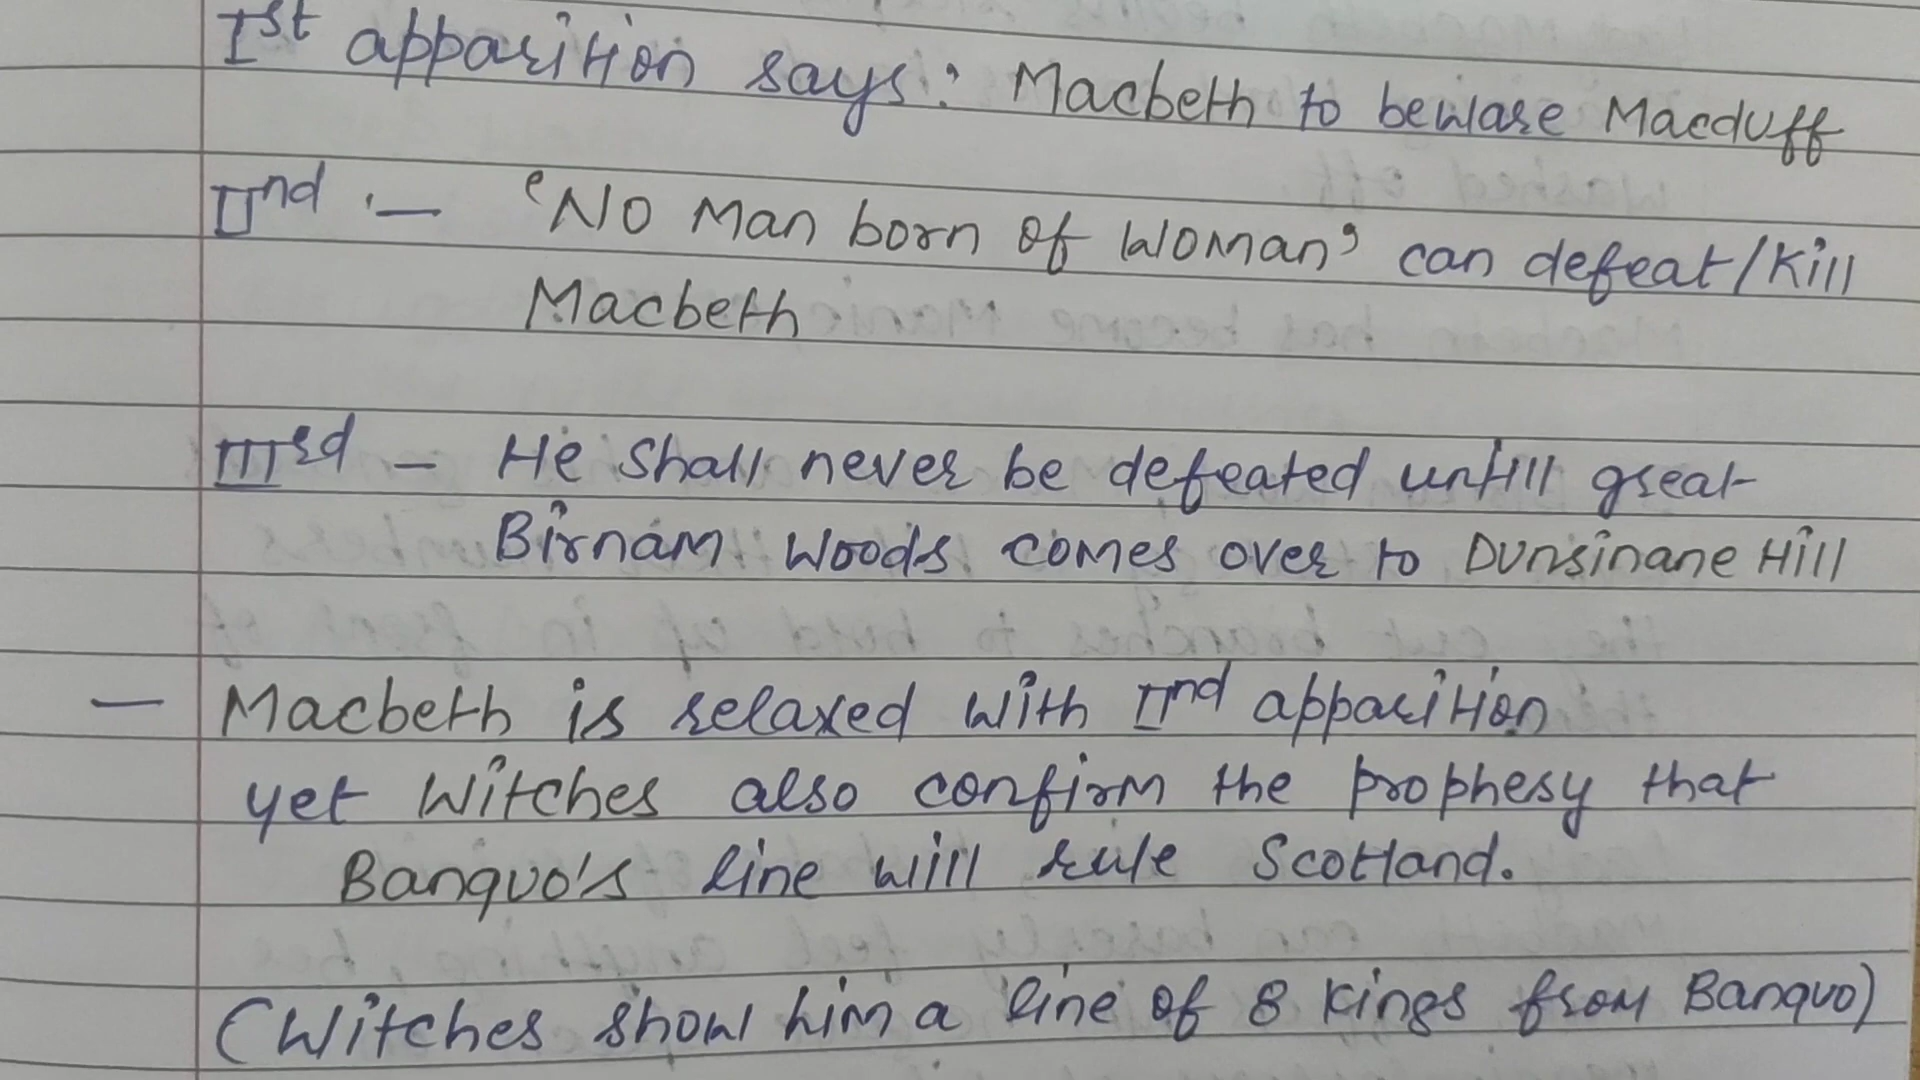 Ist apparition says: Macbeth to beware Macduff
IInd - 'No Man born of Woman' can defeat/kill
Macbeth
IIIrd - He shall never be defeated untill great
Birnam Woods comes over to Dunsinane Hill
- Macbeth is relaxed with IInd apparition
yet Witches also confirm the prophesy that
Banquo's line will rule Scotland.
(Witches show him a line of 8 kings from Banquo)